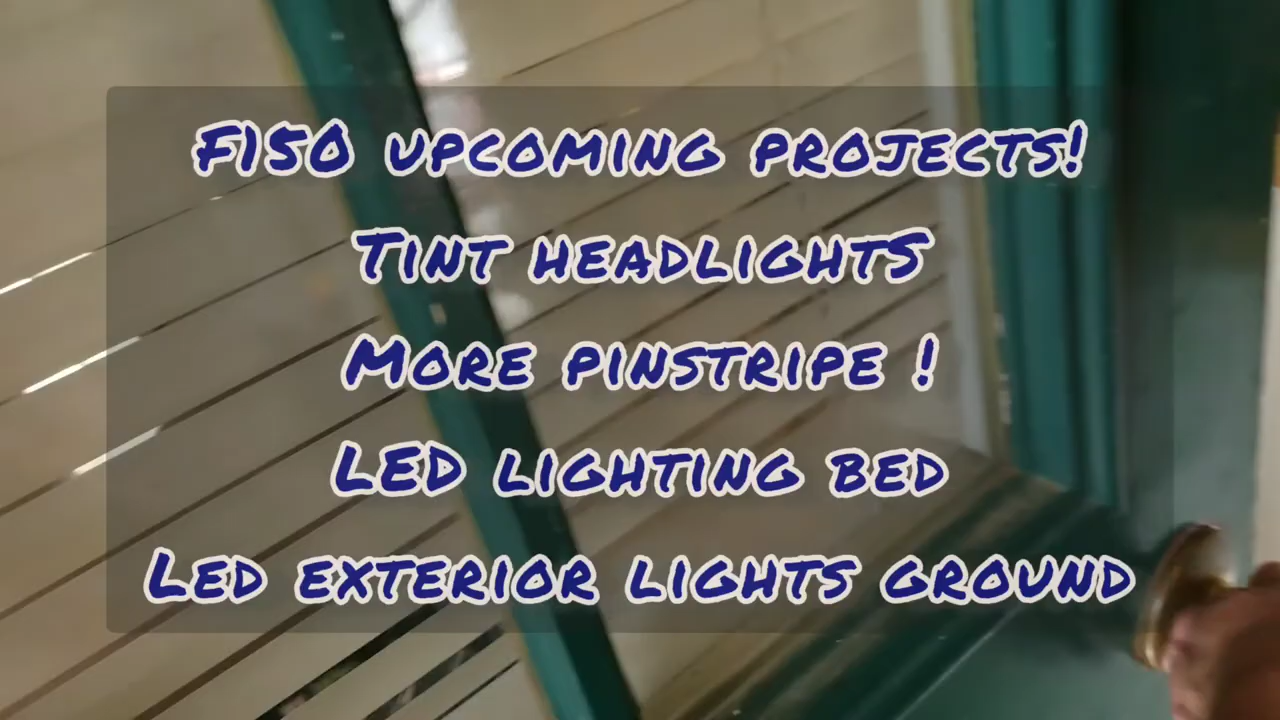 F150 upcoming projects!
Tint headlights
More pinstripe !
LED lighting bed
Led exterior lights ground